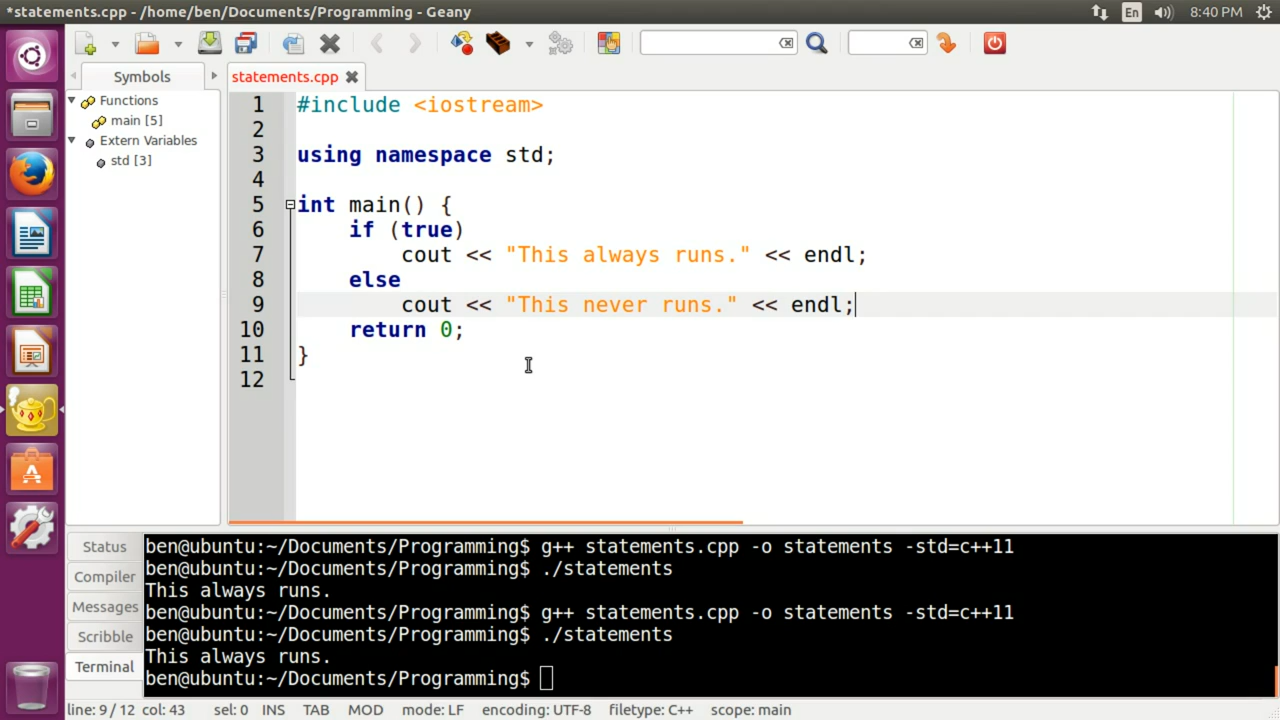 *statements.cpp - /home/ben/Documents/Programming - Geany
En
8:40 PM
Symbols
statements.cpp
Functions
main [5]
Extern Variables
std [3]
1 #include <iostream>
2
3 using namespace std;
4
5 int main() {
6 if (true)
7 cout << "This always runs." << endl;
8 else
9 cout << "This never runs." << endl;
10 return 0;
11 }
12
Status
Compiler
Messages
Scribble
Terminal
ben@ubuntu:~/Documents/Programming$ g++ statements.cpp -o statements -std=c++11
ben@ubuntu:~/Documents/Programming$ ./statements
This always runs.
ben@ubuntu:~/Documents/Programming$ g++ statements.cpp -o statements -std=c++11
ben@ubuntu:~/Documents/Programming$ ./statements
This always runs.
ben@ubuntu:~/Documents/Programming$
line: 9 / 12 col: 43 sel: 0 INS TAB MOD mode: LF encoding: UTF-8 filetype: C++ scope: main